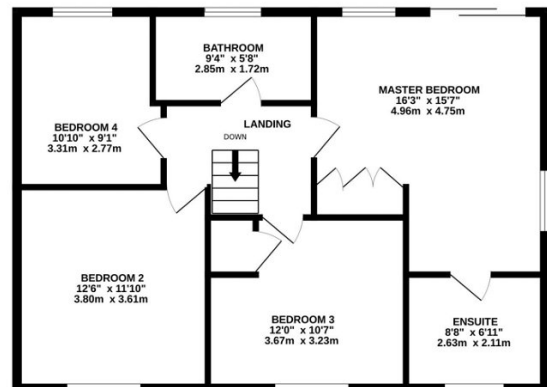 BATHROOM
9'4" x 5'8"
2.85m x 1.72m
MASTER BEDROOM
16'3" x 15'7"
4.96m x 4.75m
BEDROOM 4
10'10" x 9'1"
3.31m x 2.77m
LANDING
DOWN
BEDROOM 2
12'6" x 11'10"
3.80m x 3.61m
BEDROOM 3
12'0" x 10'7"
3.67m x 3.23m
ENSUITE
8'8" x 6'11"
2.63m x 2.11m